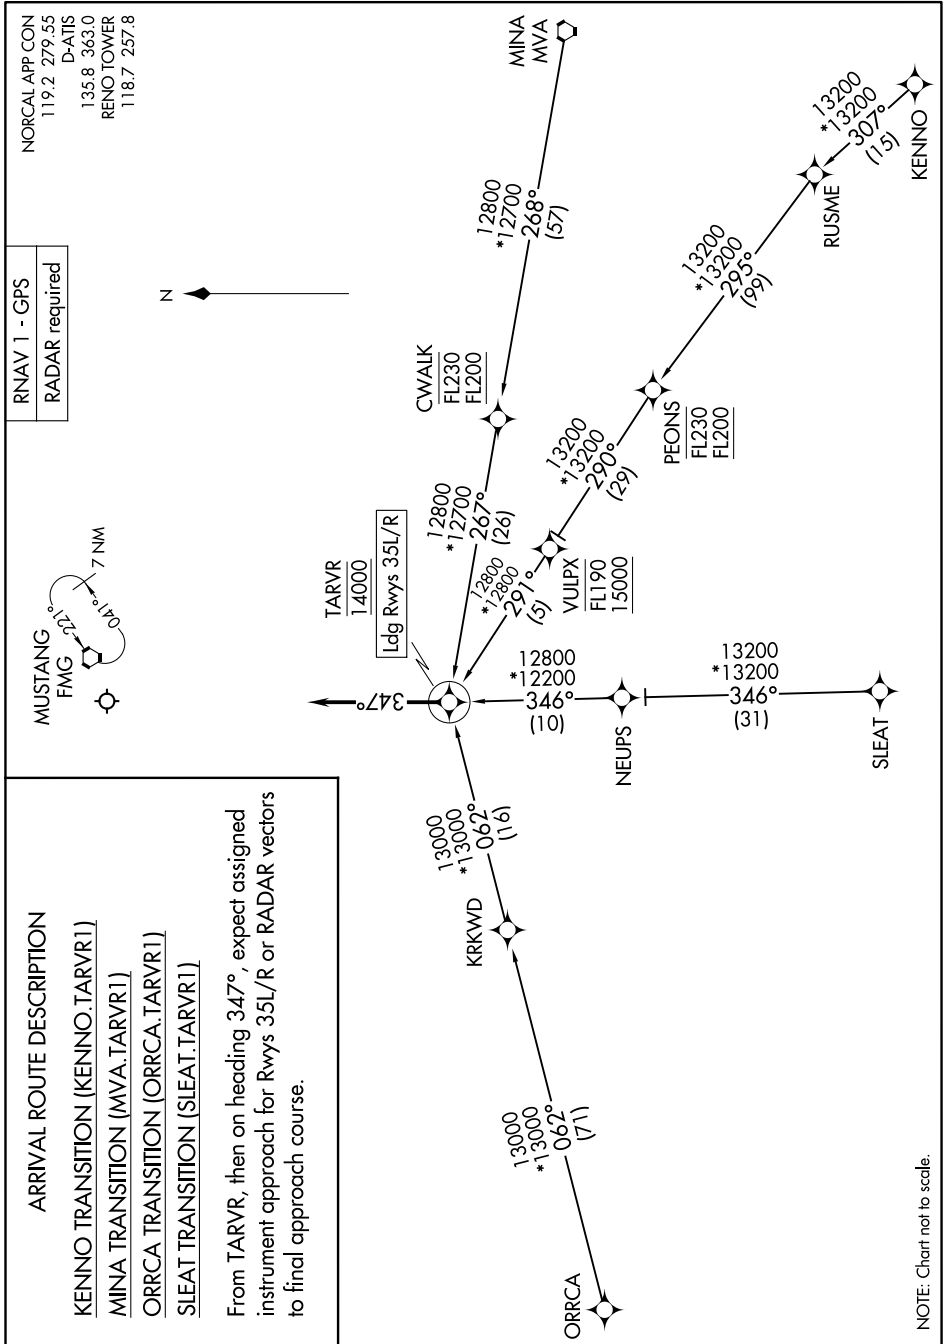 NORCAL APP CON
119.2 279.55
D-ATIS
135.8 363.0
RENO TOWER
118.7 257.8
RNAV 1 - GPS
RADAR required
N
MUSTANG
FMG
221°
041°
7 NM
ARRIVAL ROUTE DESCRIPTION
KENNO TRANSITION (KENNO.TARVR1)
MINA TRANSITION (MVA.TARVR1)
ORRCA TRANSITION (ORRCA.TARVR1)
SLEAT TRANSITION (SLEAT.TARVR1)
From TARVR, then on heading 347°, expect assigned
instrument approach for Rwys 35L/R or RADAR vectors
to final approach course.
MINA
MVA
12800
*12700
268°
(57)
CWALK
FL230
FL200
12800
*12700
267°
(26)
TARVR
14000
Ldg Rwys 35L/R
347°
KENNO
13200
*13200
307°
(15)
RUSME
13200
*13200
295°
(99)
PEONS
FL230
FL200
13200
*13200
290°
(29)
VULPX
FL190
15000
12800
*12800
291°
(5)
12800
*12200
346°
(10)
NEUPS
13200
*13200
346°
(31)
SLEAT
13000
*13000
062°
(16)
KRKWD
13000
*13000
062°
(71)
ORRCA
NOTE: Chart not to scale.